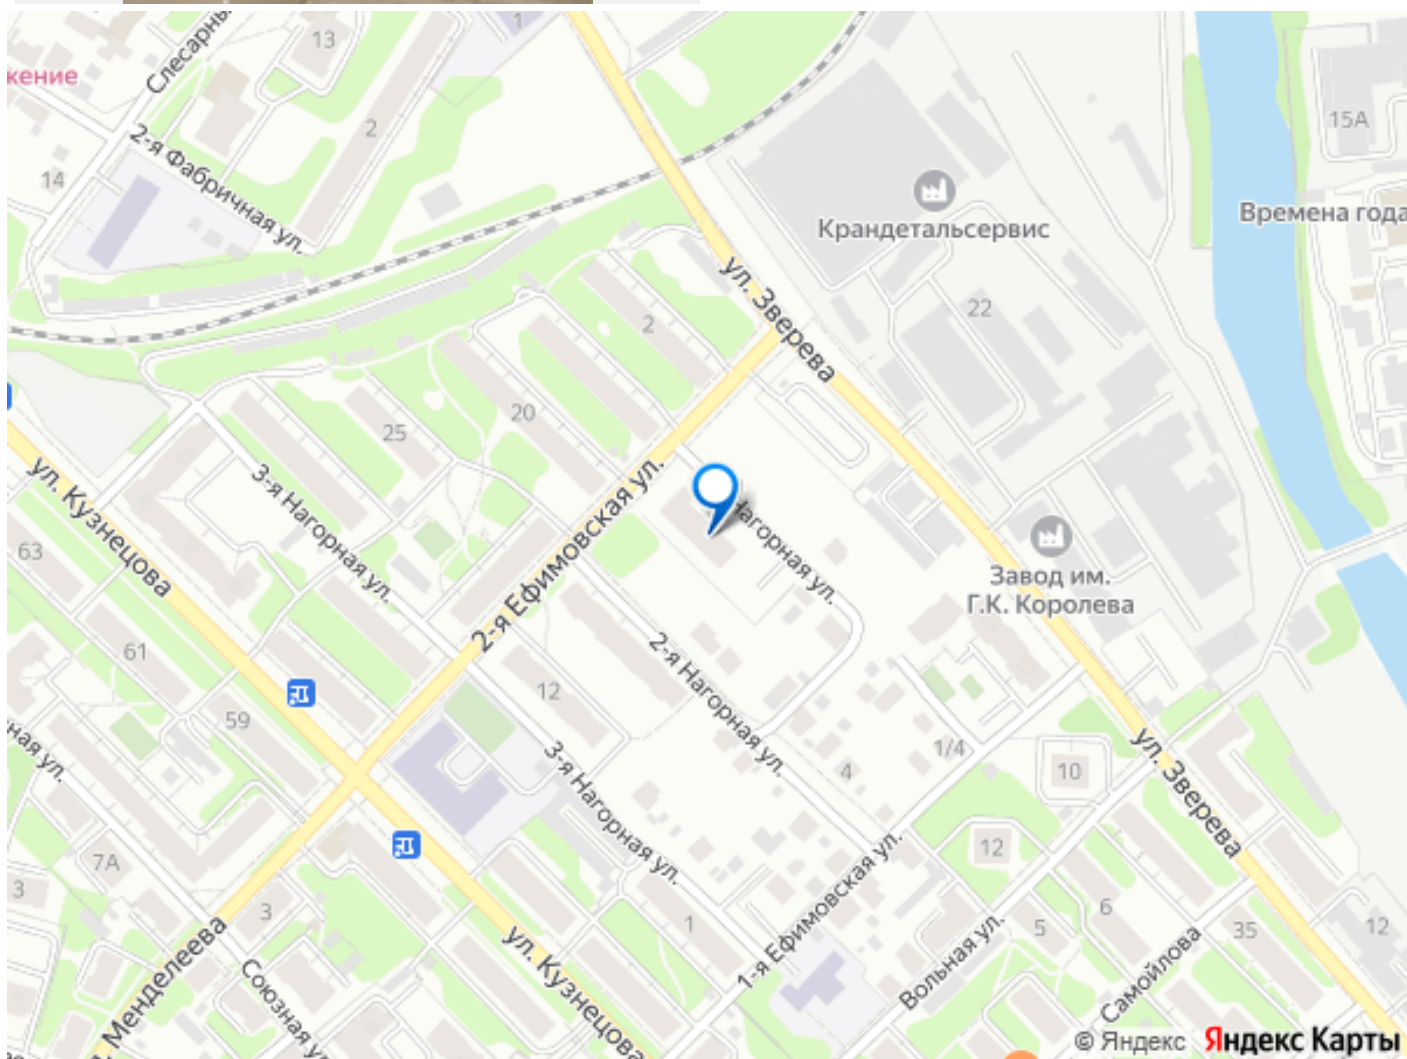 1
13
Слесарны
жение
2
2-я Фабричная ул.
14
15А
Времена года
Крандетальсервис
22
ул. Зверева
2
20
25
3-я Нагорная ул.
ул. Кузнецова
63
2-я Ефимовская ул.
Нагорная ул.
Завод им.
Г.К. Королева
61
12
2-я Нагорная ул.
59
ная ул.
3-я Нагорная ул.
4
1/4
10
ул. Зверева
7А
3
3
12
1
1-я Ефимовская ул.
6
5
35
12
Вольная ул.
Самойлова
ул. Кузнецова
Менделеева
Союзная ул
© Яндекс Яндекс Карты